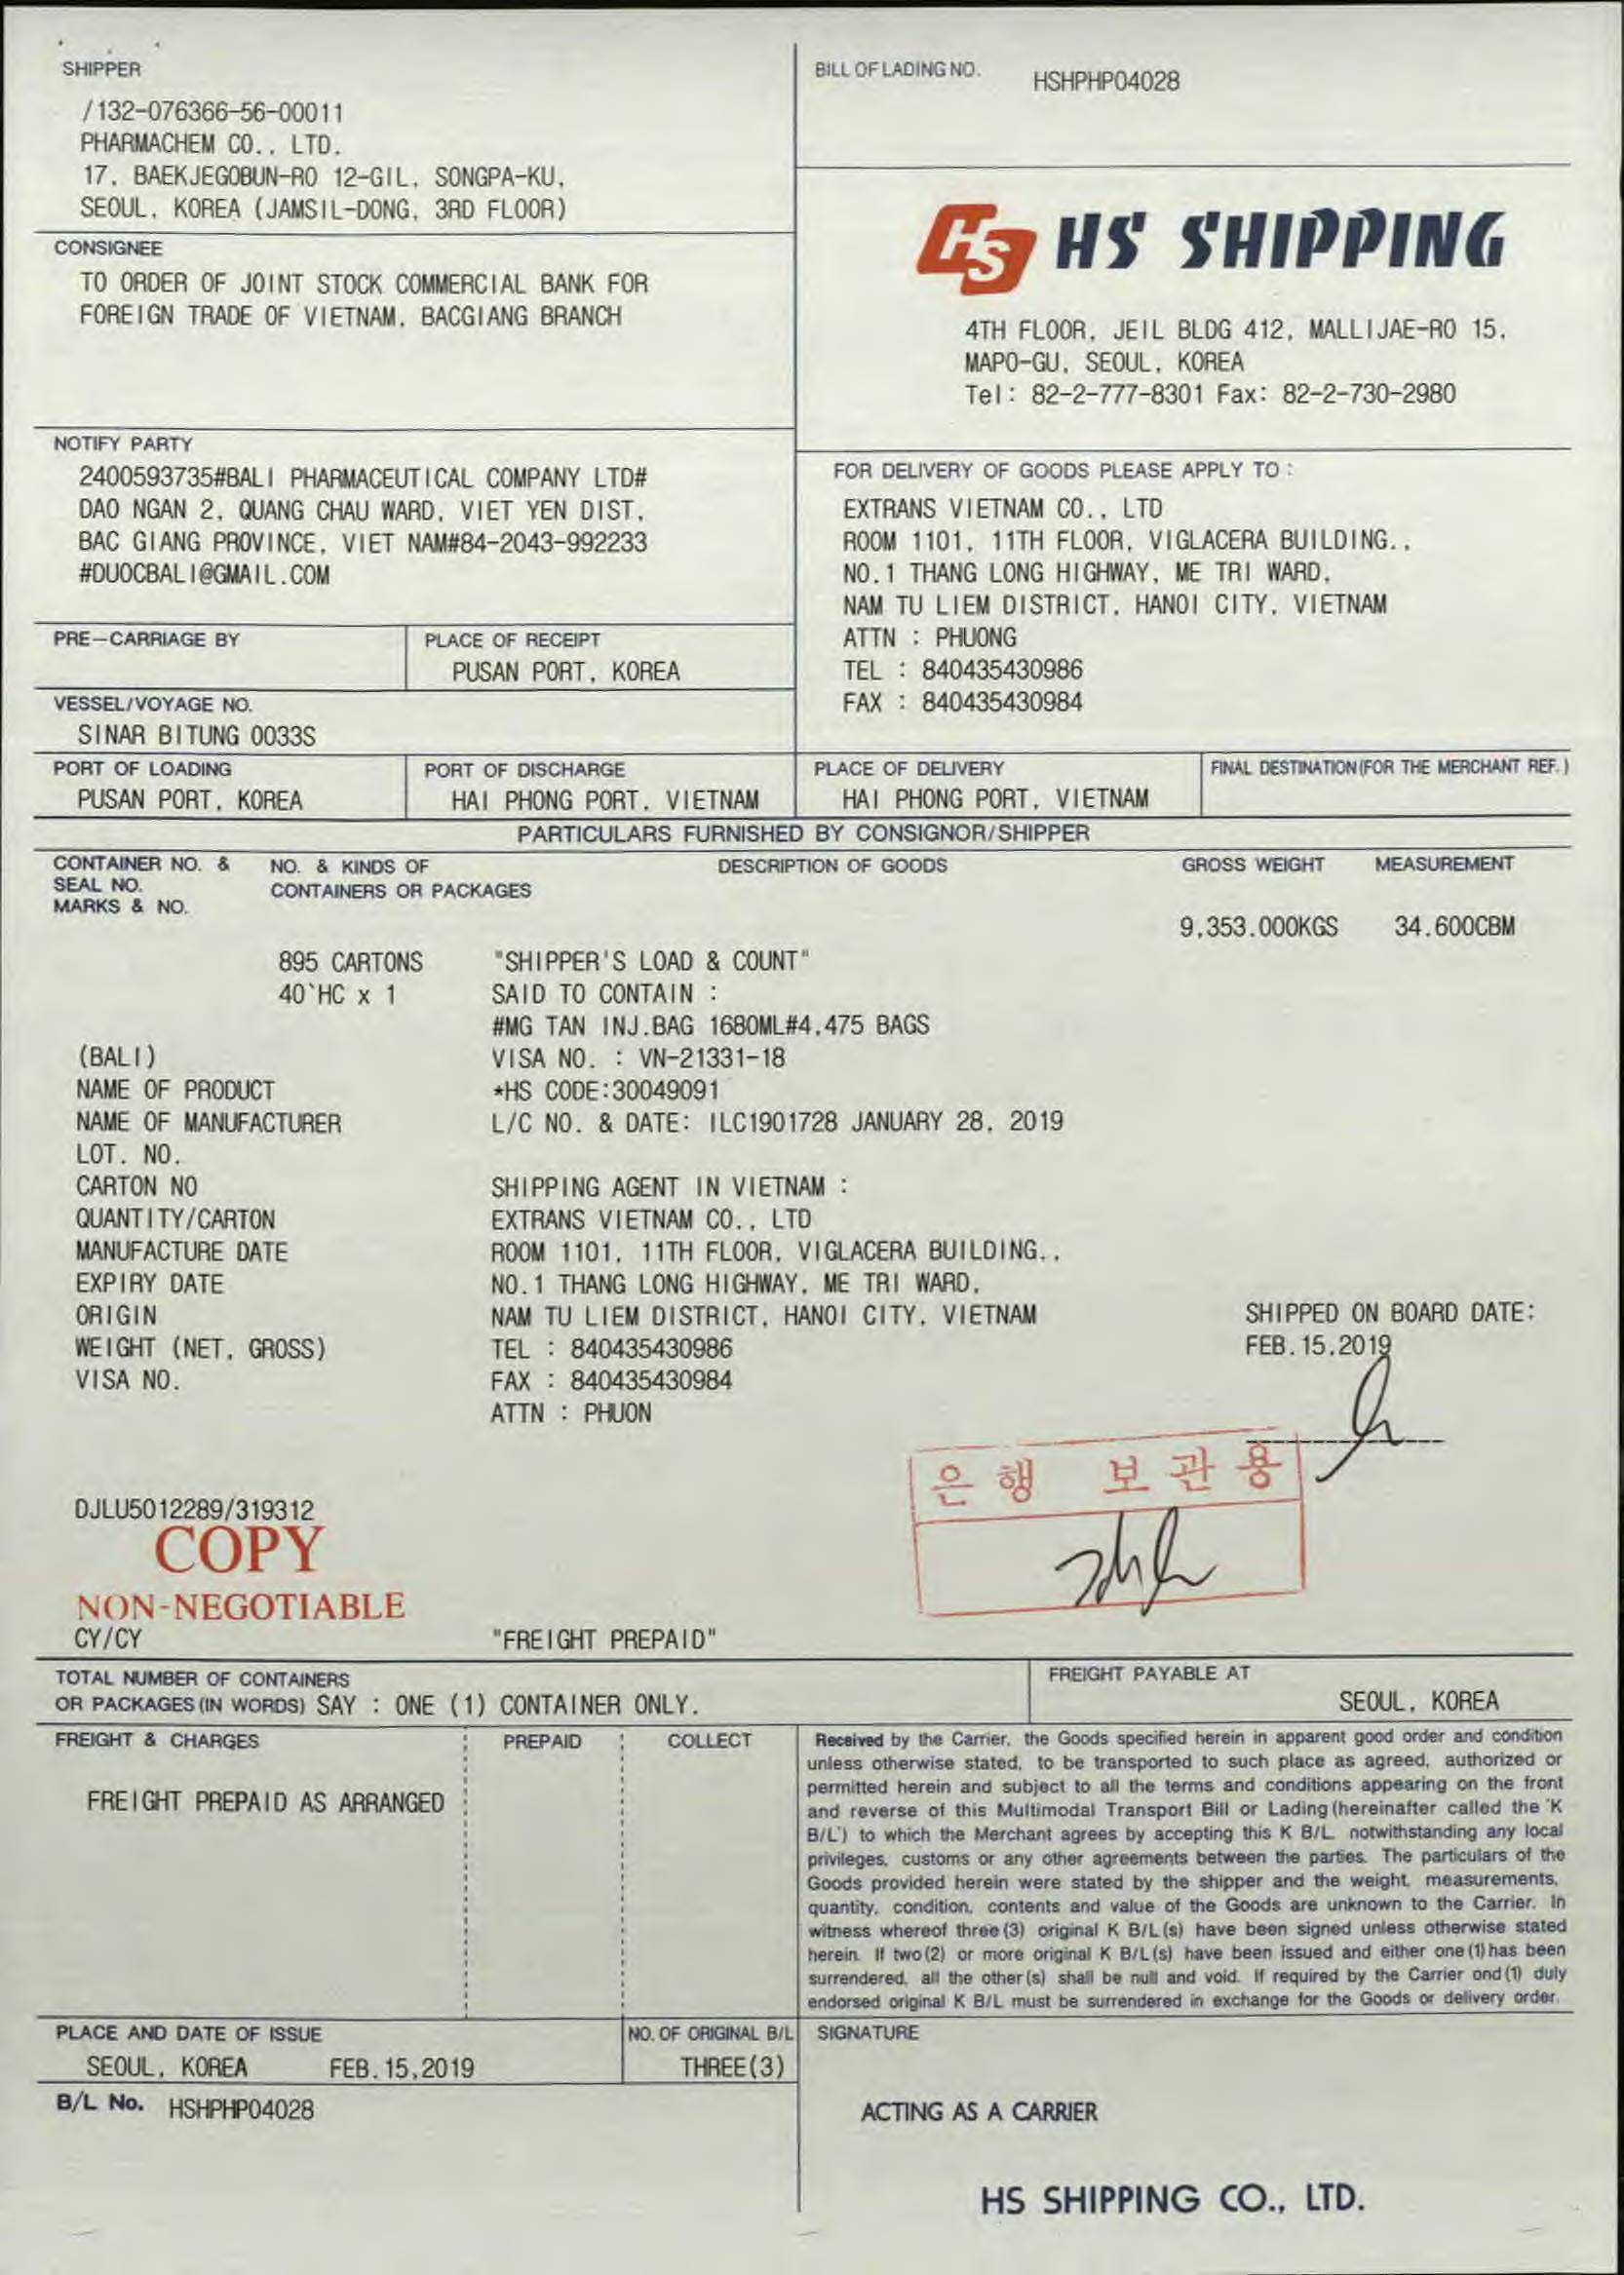 SHIPPER
/132-076366-56-00011
PHARMACHEM CO., LTD.
17, BAEKJEGOBUN-RO 12-GIL, SONGPA-KU,
SEOUL, KOREA (JAMSIL-DONG, 3RD FLOOR)
BILL OF LADING NO. HSHPHP04028
HS HS SHIPPING
4TH FLOOR, JEIL BLDG 412, MALLIJAE-RO 15,
MAPO-GU, SEOUL, KOREA
Tel: 82-2-777-8301 Fax: 82-2-730-2980
CONSIGNEE
TO ORDER OF JOINT STOCK COMMERCIAL BANK FOR
FOREIGN TRADE OF VIETNAM, BACGIANG BRANCH
NOTIFY PARTY
2400593735#BALI PHARMACEUTICAL COMPANY LTD#
DAO NGAN 2, QUANG CHAU WARD, VIET YEN DIST,
BAC GIANG PROVINCE, VIET NAM#84-2043-992233
#DUOCBALI@GMAIL.COM
FOR DELIVERY OF GOODS PLEASE APPLY TO :
EXTRANS VIETNAM CO., LTD
ROOM 1101, 11TH FLOOR, VIGLACERA BUILDING.,
NO.1 THANG LONG HIGHWAY, ME TRI WARD,
NAM TU LIEM DISTRICT, HANOI CITY, VIETNAM
ATTN : PHUONG
TEL : 840435430986
FAX : 840435430984
PRE-CARRIAGE BY
PLACE OF RECEIPT
PUSAN PORT, KOREA
VESSEL/VOYAGE NO.
SINAR BITUNG 0033S
PORT OF LOADING
PUSAN PORT, KOREA
PORT OF DISCHARGE
HAI PHONG PORT, VIETNAM
PLACE OF DELIVERY
HAI PHONG PORT, VIETNAM
FINAL DESTINATION(FOR THE MERCHANT REF.)
PARTICULARS FURNISHED BY CONSIGNOR/SHIPPER
CONTAINER NO. &
SEAL NO.
MARKS & NO.
NO. & KINDS OF
CONTAINERS OR PACKAGES
DESCRIPTION OF GOODS
GROSS WEIGHT
MEASUREMENT
9,353.000KGS 34.600CBM
895 CARTONS "SHIPPER'S LOAD & COUNT"
40`HC x 1 SAID TO CONTAIN :
#MG TAN INJ.BAG 1680ML#4,475 BAGS
(BALI) VISA NO. : VN-21331-18
NAME OF PRODUCT *HS CODE:30049091
NAME OF MANUFACTURER L/C NO. & DATE: ILC1901728 JANUARY 28, 2019
LOT. NO.
CARTON NO SHIPPING AGENT IN VIETNAM :
QUANTITY/CARTON EXTRANS VIETNAM CO., LTD
MANUFACTURE DATE ROOM 1101, 11TH FLOOR, VIGLACERA BUILDING.,
EXPIRY DATE NO.1 THANG LONG HIGHWAY, ME TRI WARD,
ORIGIN NAM TU LIEM DISTRICT, HANOI CITY, VIETNAM SHIPPED ON BOARD DATE:
WEIGHT (NET, GROSS) TEL : 840435430986 FEB.15,2019
VISA NO. FAX : 840435430984
ATTN : PHUON
은행 보관용
DJLU5012289/319312
COPY
NON-NEGOTIABLE
CY/CY "FREIGHT PREPAID"
TOTAL NUMBER OF CONTAINERS
OR PACKAGES(IN WORDS) SAY : ONE (1) CONTAINER ONLY.
FREIGHT PAYABLE AT
SEOUL, KOREA
FREIGHT & CHARGES PREPAID COLLECT
FREIGHT PREPAID AS ARRANGED
Received by the Carrier, the Goods specified herein in apparent good order and condition
unless otherwise stated, to be transported to such place as agreed, authorized or
permitted herein and subject to all the terms and conditions appearing on the front
and reverse of this Multimodal Transport Bill or Lading(hereinafter called the 'K
B/L') to which the Merchant agrees by accepting this K B/L notwithstanding any local
privileges, customs or any other agreements between the parties. The particulars of the
Goods provided herein were stated by the shipper and the weight, measurements,
quantity, condition, contents and value of the Goods are unknown to the Carrier. In
witness whereof three(3) original K B/L(s) have been signed unless otherwise stated
herein. If two(2) or more original K B/L(s) have been issued and either one(1) has been
surrendered, all the other(s) shall be null and void. If required by the Carrier ond(1) duly
endorsed original K B/L must be surrendered in exchange for the Goods or delivery order.
PLACE AND DATE OF ISSUE
SEOUL, KOREA FEB.15,2019
NO. OF ORIGINAL B/L
THREE(3)
SIGNATURE
B/L No. HSHPHP04028
ACTING AS A CARRIER
HS SHIPPING CO., LTD.